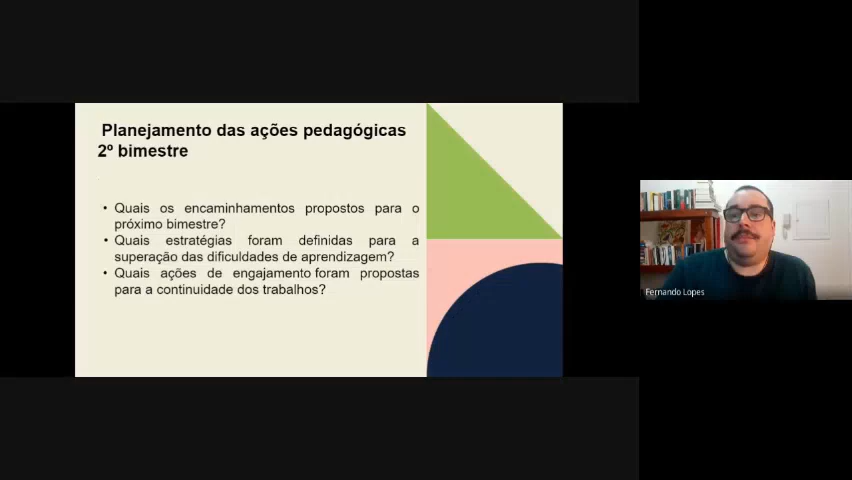 Planejamento das ações pedagógicas
2º bimestre
• Quais os encaminhamentos propostos para o
próximo bimestre?
• Quais estratégias foram definidas para a
superação das dificuldades de aprendizagem?
• Quais ações de engajamento foram propostas
para a continuidade dos trabalhos?
Fernando Lopes